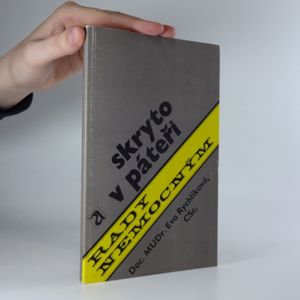 skryto
v páteři
RADY
NEMOCNÝM
Doc. MUDr. Eva Rychlíková,
CSc.